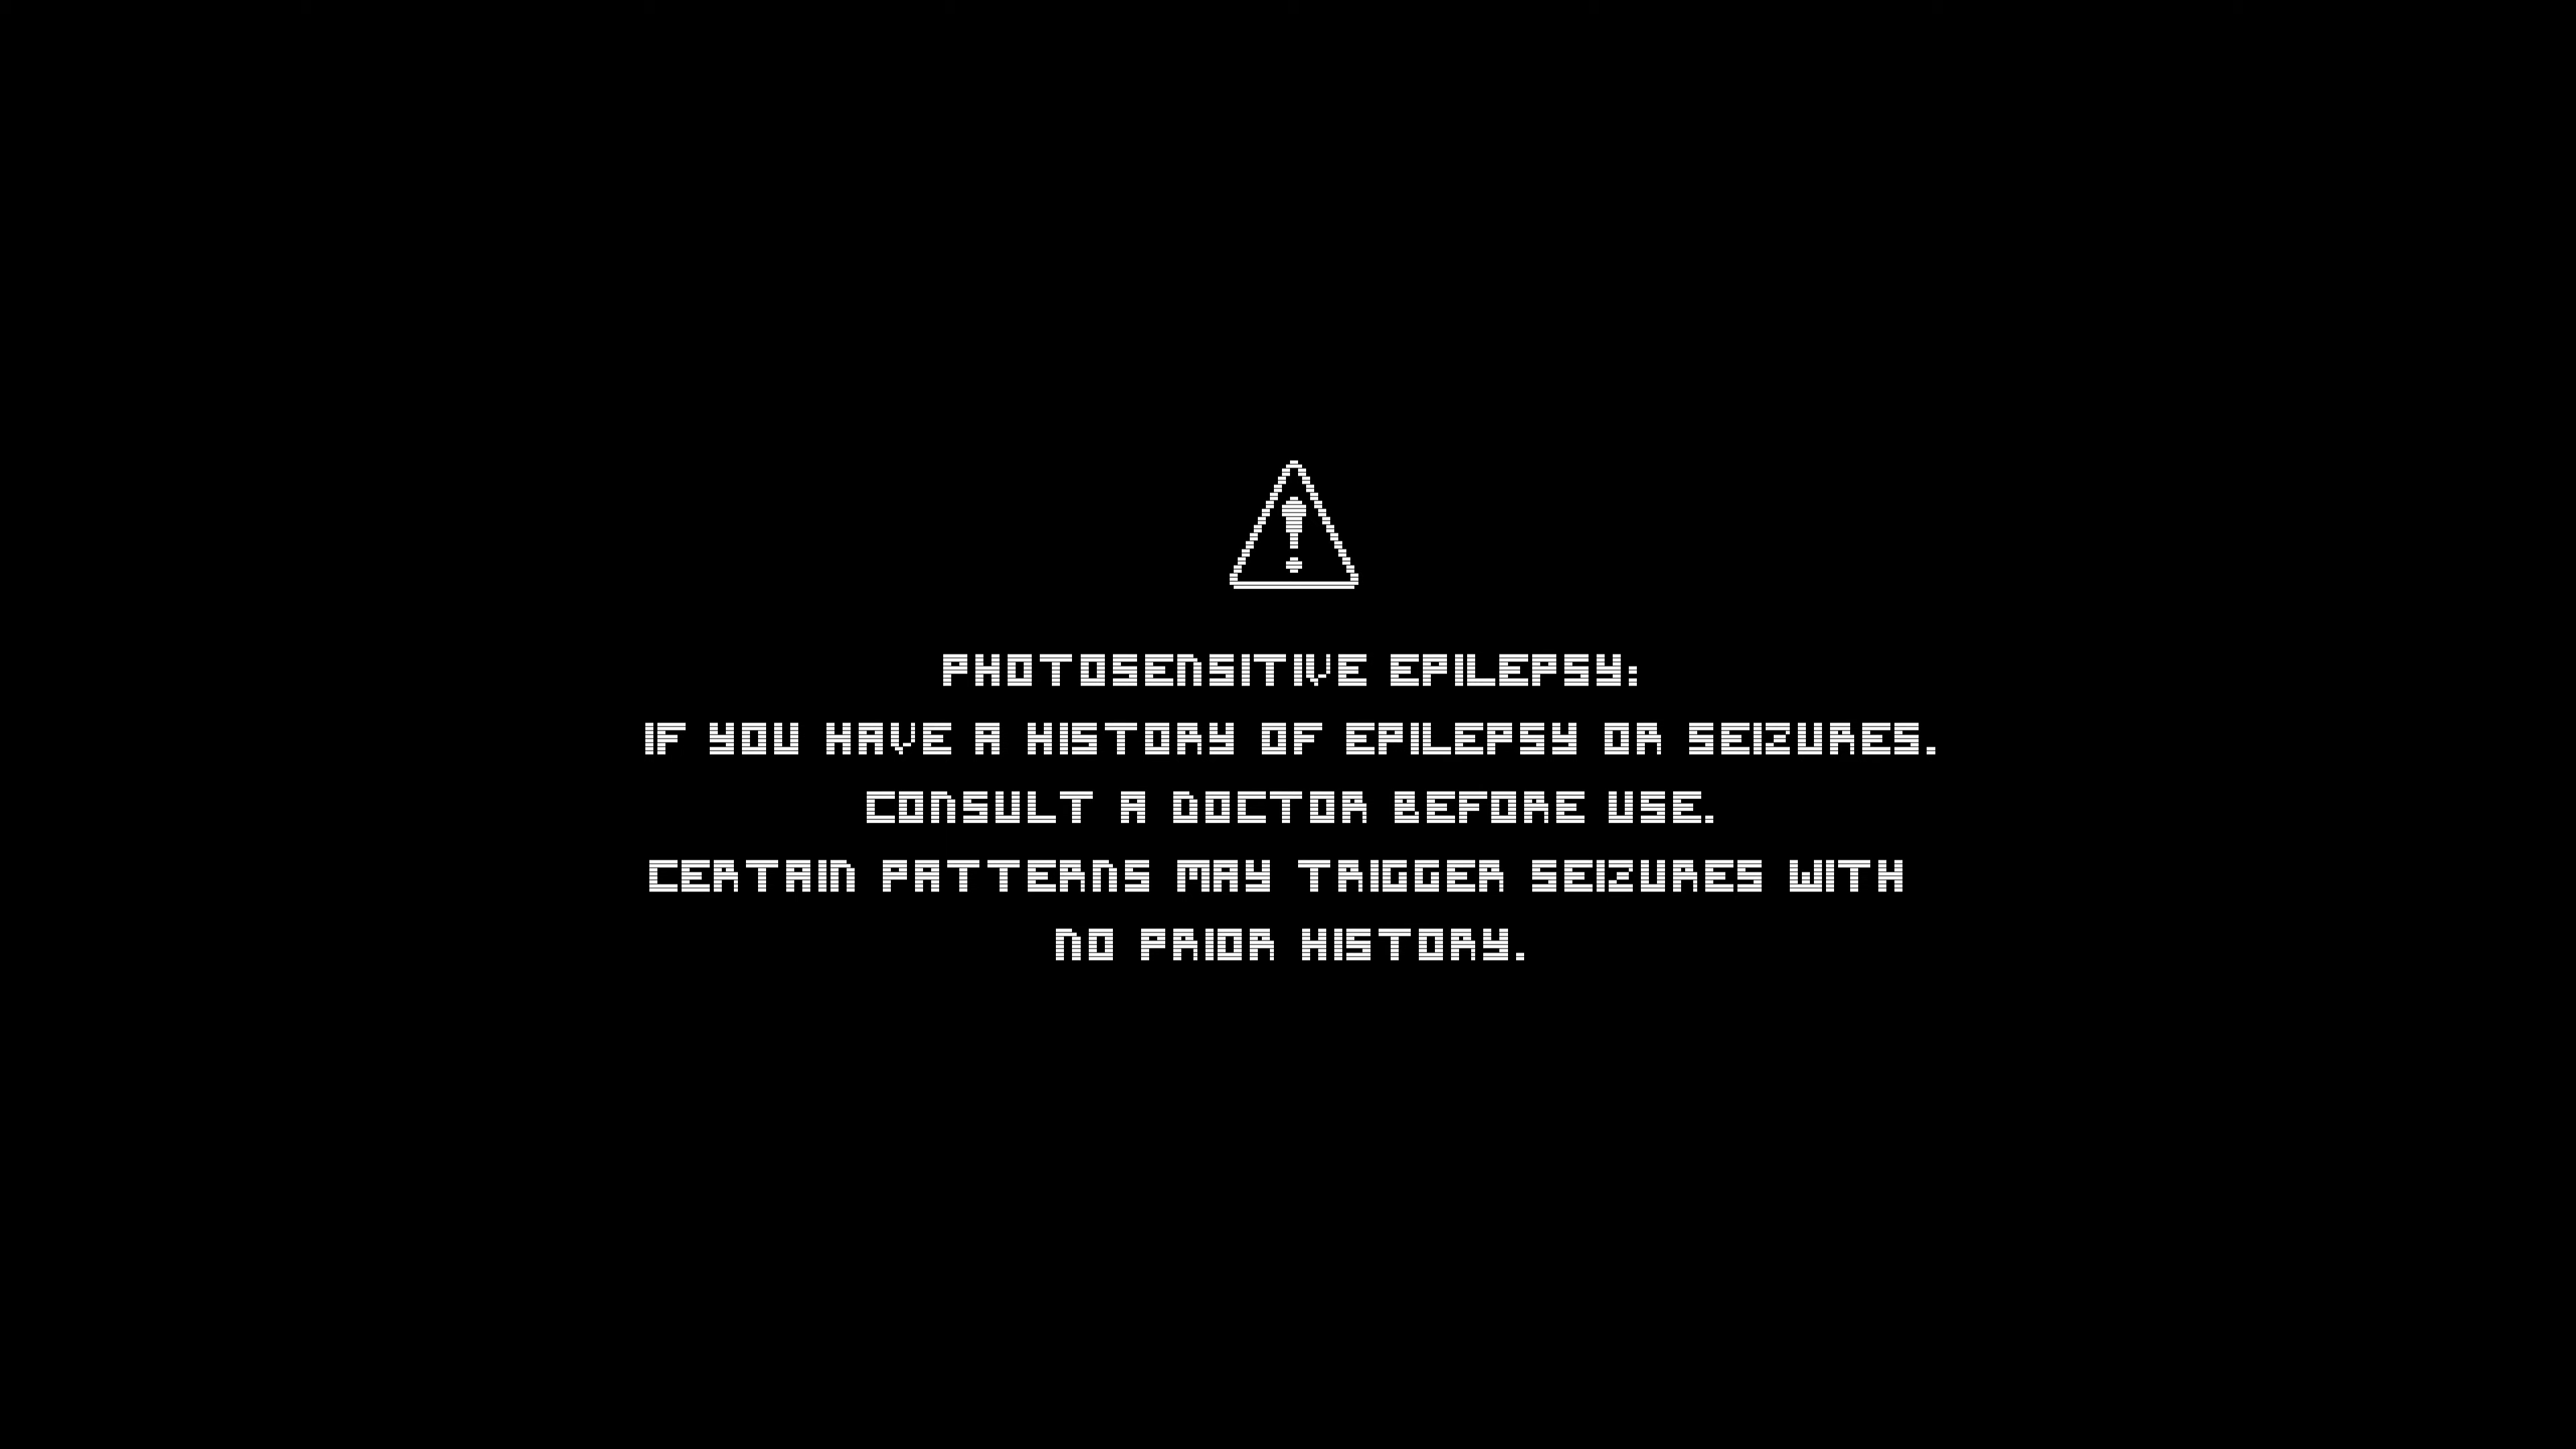 PHOTOSENSITIVE EPILEPSY:
IF YOU HAVE A HISTORY OF EPILEPSY OR SEIZURES.
CONSULT A DOCTOR BEFORE USE.
CERTAIN PATTERNS MAY TRIGGER SEIZURES WITH
NO PRIOR HISTORY.